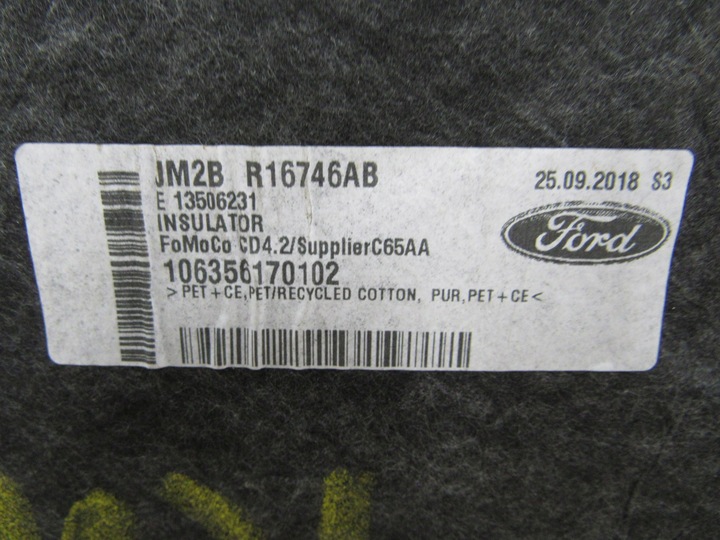 JM2B R16746AB
25.09.2018 S3
E 13506231
INSULATOR
Ford
FoMoCo CD4.2/SupplierC65AA
106356170102
>PET+CE,PET/RECYCLED COTTON, PUR,PET+CE<